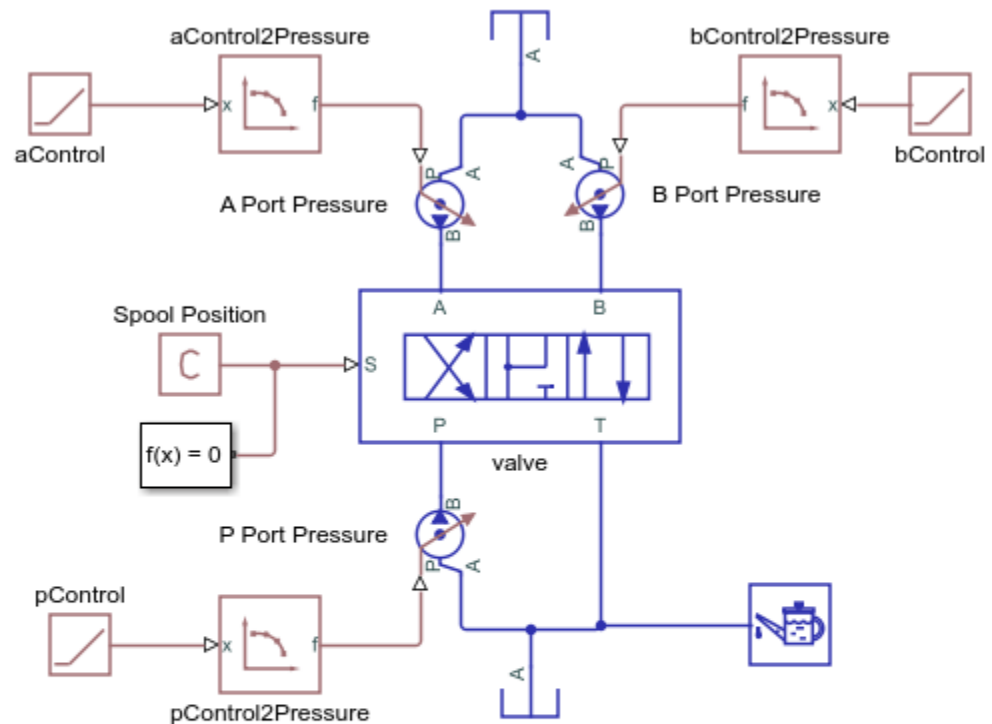 A
aControl2Pressure
bControl2Pressure
x
f
f
x
aControl
bControl
P
A
A
P
A Port Pressure
B Port Pressure
B
B
A
B
Spool Position
C
S
T
f(x) = 0
P
T
valve
B
P Port Pressure
P
A
pControl
x
f
A
pControl2Pressure